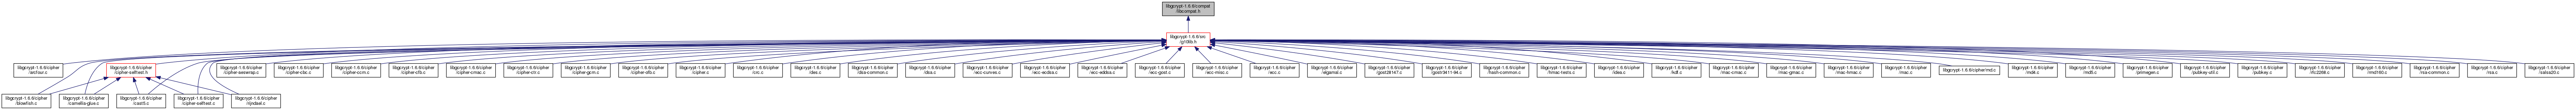 libgcrypt-1.6.6/compat
/libcompat.h
libgcrypt-1.6.6/src
/g10lib.h
libgcrypt-1.6.6/cipher
/arcfour.c
libgcrypt-1.6.6/cipher
/cipher-selftest.h
libgcrypt-1.6.6/cipher
/cipher-aeswrap.c
libgcrypt-1.6.6/cipher
/cipher-cbc.c
libgcrypt-1.6.6/cipher
/cipher-ccm.c
libgcrypt-1.6.6/cipher
/cipher-cfb.c
libgcrypt-1.6.6/cipher
/cipher-cmac.c
libgcrypt-1.6.6/cipher
/cipher-ctr.c
libgcrypt-1.6.6/cipher
/cipher-gcm.c
libgcrypt-1.6.6/cipher
/cipher-ofb.c
libgcrypt-1.6.6/cipher
/cipher.c
libgcrypt-1.6.6/cipher
/crc.c
libgcrypt-1.6.6/cipher
/des.c
libgcrypt-1.6.6/cipher
/dsa-common.c
libgcrypt-1.6.6/cipher
/dsa.c
libgcrypt-1.6.6/cipher
/ecc-curves.c
libgcrypt-1.6.6/cipher
/ecc-ecdsa.c
libgcrypt-1.6.6/cipher
/ecc-eddsa.c
libgcrypt-1.6.6/cipher
/ecc-gost.c
libgcrypt-1.6.6/cipher
/ecc-misc.c
libgcrypt-1.6.6/cipher
/ecc.c
libgcrypt-1.6.6/cipher
/elgamal.c
libgcrypt-1.6.6/cipher
/gost28147.c
libgcrypt-1.6.6/cipher
/gostr3411-94.c
libgcrypt-1.6.6/cipher
/hash-common.c
libgcrypt-1.6.6/cipher
/hmac-tests.c
libgcrypt-1.6.6/cipher
/idea.c
libgcrypt-1.6.6/cipher
/kdf.c
libgcrypt-1.6.6/cipher
/mac-cmac.c
libgcrypt-1.6.6/cipher
/mac-gmac.c
libgcrypt-1.6.6/cipher
/mac-hmac.c
libgcrypt-1.6.6/cipher
/mac.c
libgcrypt-1.6.6/cipher/md.c
libgcrypt-1.6.6/cipher
/md4.c
libgcrypt-1.6.6/cipher
/md5.c
libgcrypt-1.6.6/cipher
/primegen.c
libgcrypt-1.6.6/cipher
/pubkey-util.c
libgcrypt-1.6.6/cipher
/pubkey.c
libgcrypt-1.6.6/cipher
/rfc2268.c
libgcrypt-1.6.6/cipher
/rmd160.c
libgcrypt-1.6.6/cipher
/rsa-common.c
libgcrypt-1.6.6/cipher
/rsa.c
libgcrypt-1.6.6/cipher
/salsa20.c
libgcrypt-1.6.6/cipher
/blowfish.c
libgcrypt-1.6.6/cipher
/camellia-glue.c
libgcrypt-1.6.6/cipher
/cast5.c
libgcrypt-1.6.6/cipher
/cipher-selftest.c
libgcrypt-1.6.6/cipher
/rijndael.c